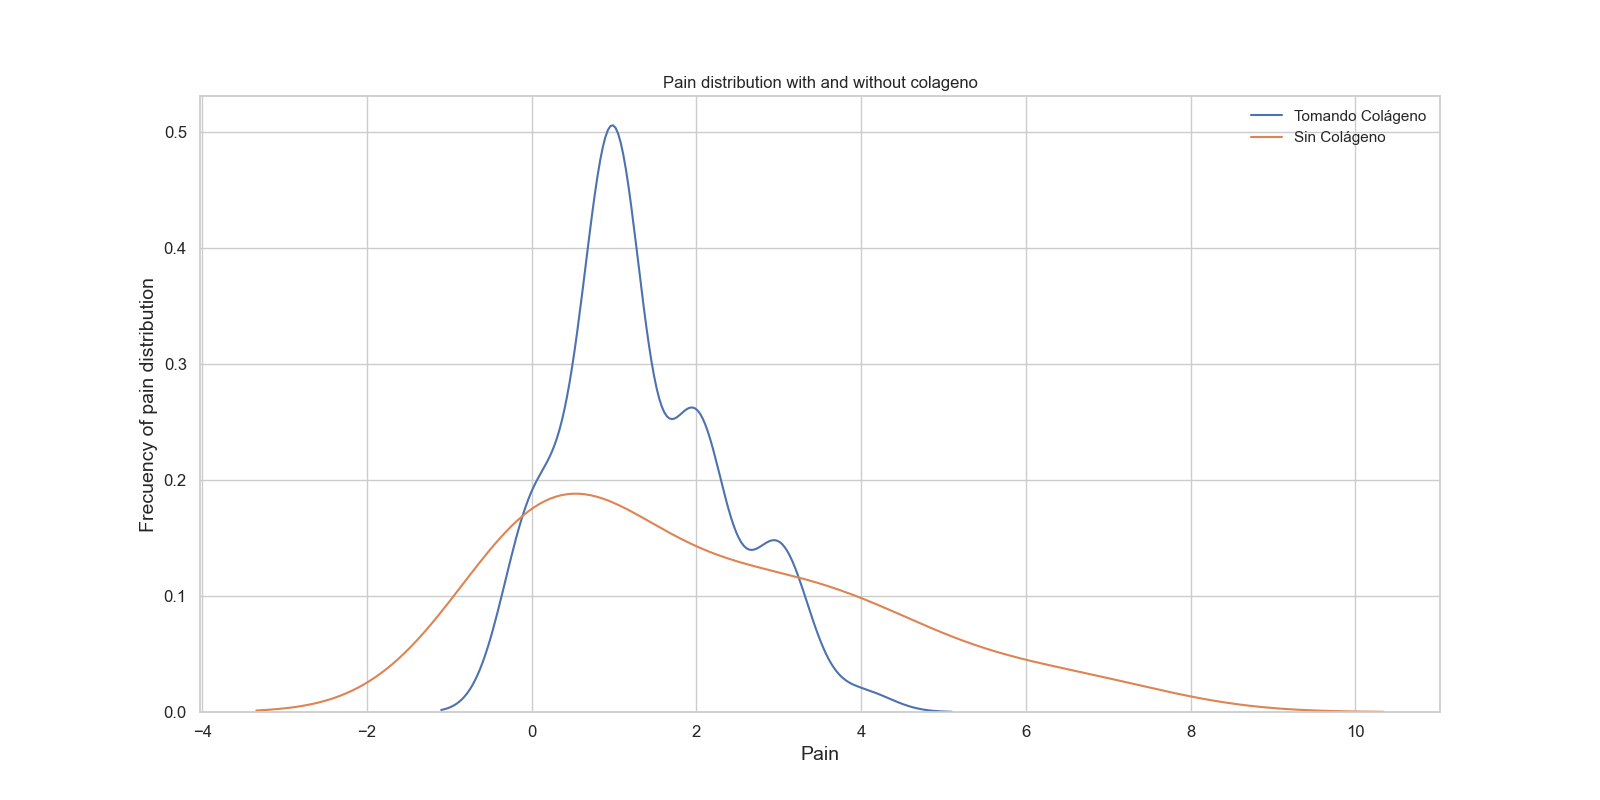 Pain distribution with and without colageno
Tomando Colágeno
Sin Colágeno
Frecuency of pain distribution
0.5
0.4
0.3
0.2
0.1
0.0
−4 −2 0 2 4 6 8 10
Pain